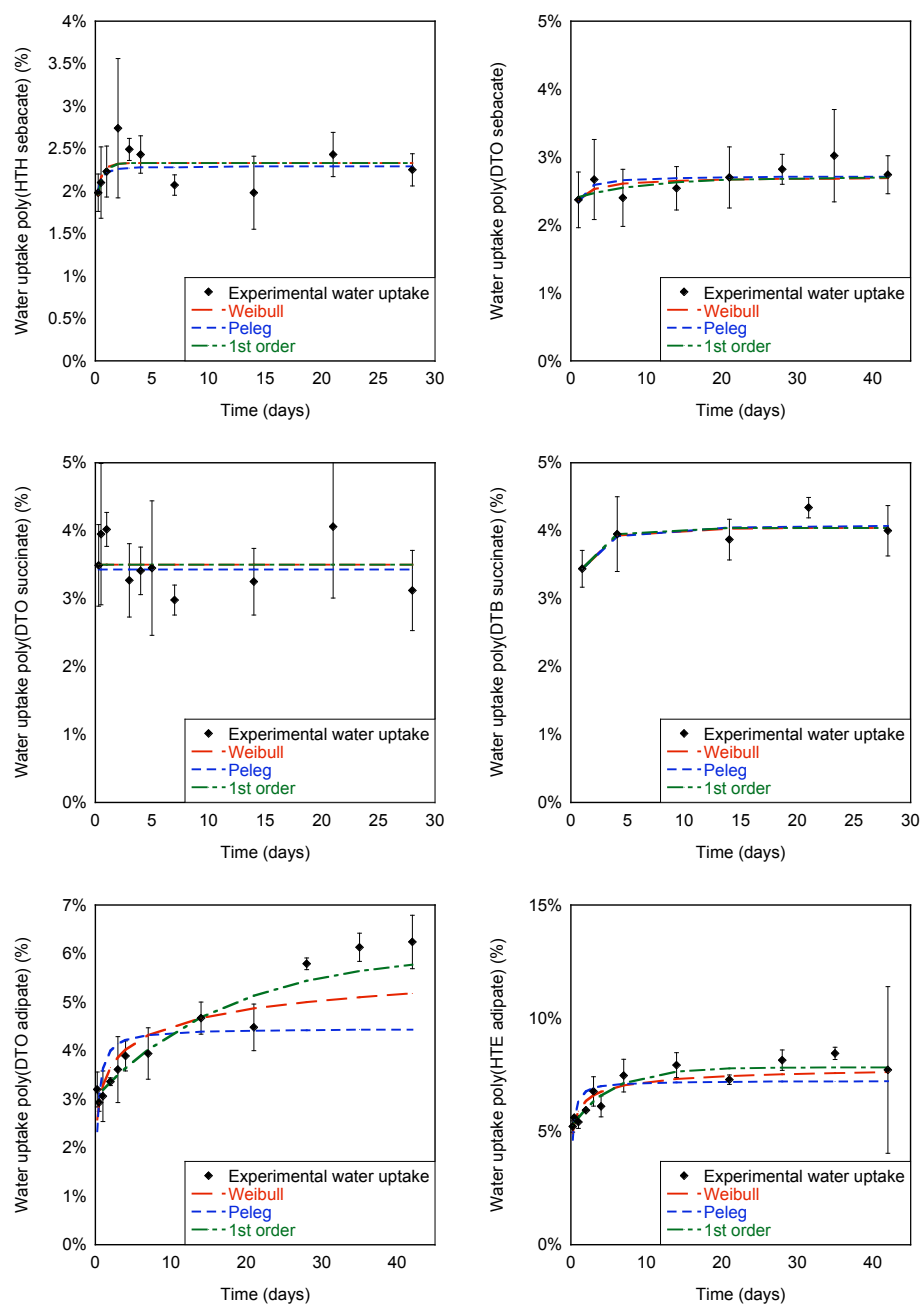 Water uptake poly(HTH sebacate) (%)
4%
3.5%
3%
2.5%
2%
1.5%
1%
0.5%
0%
Experimental water uptake
Weibull
Peleg
1st order
0 5 10 15 20 25 30
Time (days)
Water uptake poly(DTO sebacate) (%)
5%
4%
3%
2%
1%
0%
Experimental water uptake
Weibull
Peleg
1st order
0 10 20 30 40
Time (days)
Water uptake poly(DTO succinate) (%)
5%
4%
3%
2%
1%
0%
Experimental water uptake
Weibull
Peleg
1st order
0 5 10 15 20 25 30
Time (days)
Water uptake poly(DTB succinate) (%)
5%
4%
3%
2%
1%
0%
Experimental water uptake
Weibull
Peleg
1st order
0 5 10 15 20 25 30
Time (days)
Water uptake poly(DTO adipate) (%)
7%
6%
5%
4%
3%
2%
1%
0%
Experimental water uptake
Weibull
Peleg
1st order
0 10 20 30 40
Time (days)
Water uptake poly(HTE adipate) (%)
15%
10%
5%
0%
Experimental water uptake
Weibull
Peleg
1st order
0 10 20 30 40
Time (days)